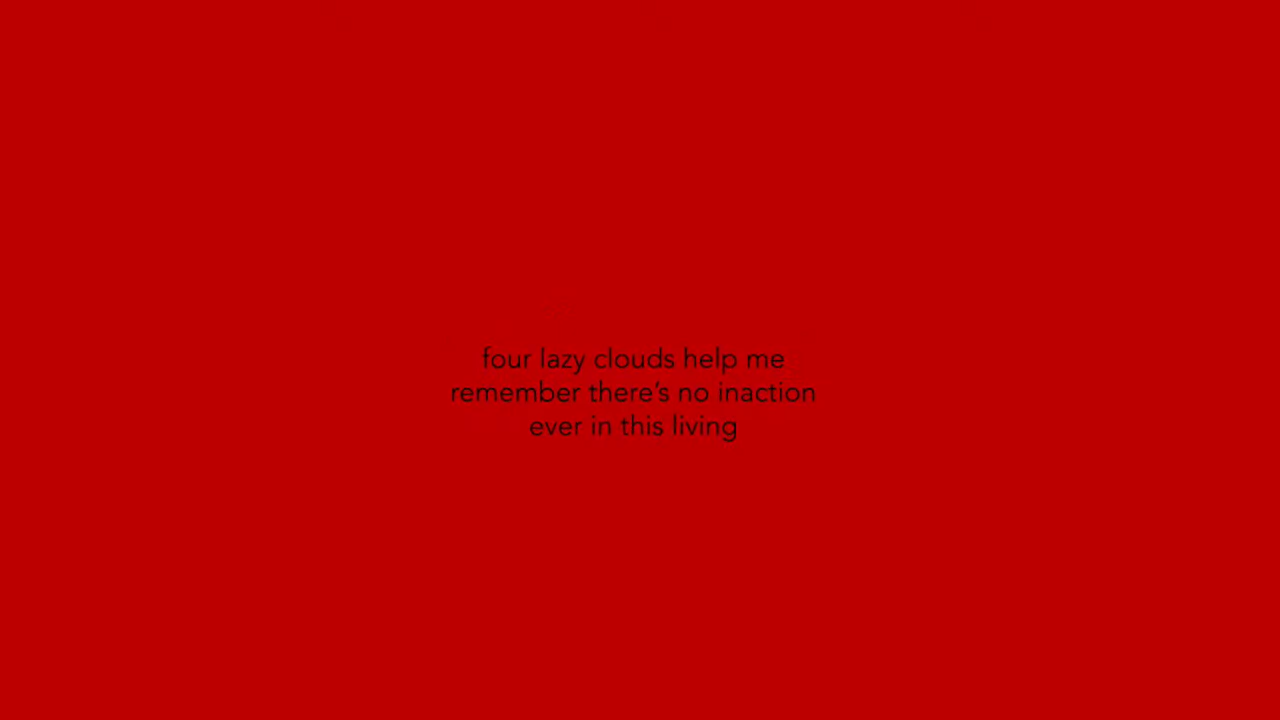 four lazy clouds help me
remember there's no inaction
ever in this living